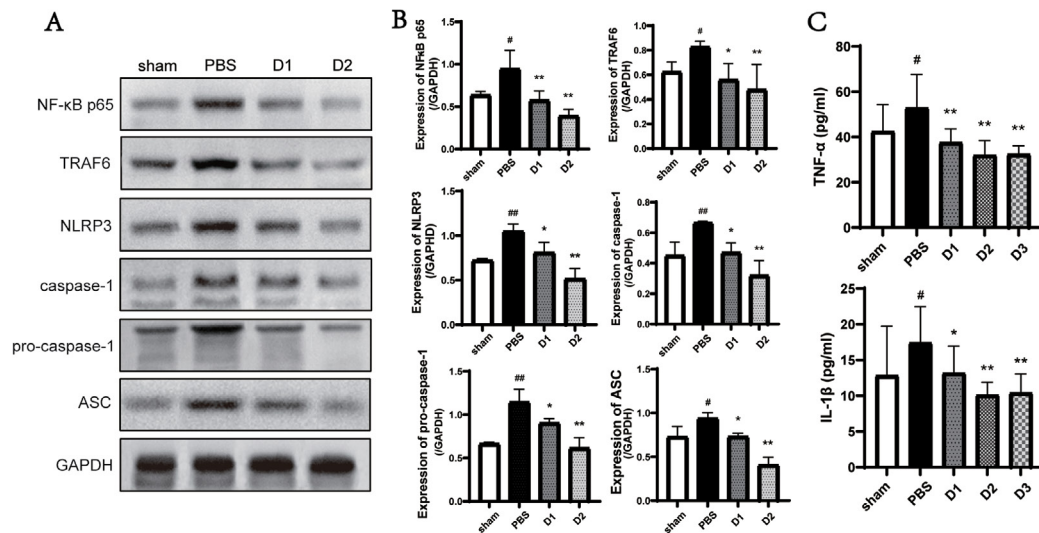 A
sham PBS D1 D2
NF-κB p65
TRAF6
NLRP3
caspase-1
pro-caspase-1
ASC
GAPDH
B
Expression of NFκB p65
(/GAPDH)
1.5
1.0
0.5
0.0
#
**
**
sham PBS D1 D2
Expression of TRAF6
(/GAPDH)
1.0
0.8
0.6
0.4
0.2
0.0
#
*
**
sham PBS D1 D2
Expression of NLRP3
(/GAPHD)
1.5
1.0
0.5
0.0
##
*
**
sham PBS D1 D2
Expression of caspase-1
(/GAPDH)
0.8
0.6
0.4
0.2
0.0
##
*
**
sham PBS D1 D2
Expression of pro-caspase-1
(/GAPDH)
1.5
1.0
0.5
0.0
##
*
**
sham PBS D1 D2
Expression of ASC
(/GAPDH)
1.5
1.0
0.5
0.0
#
*
**
sham PBS D1 D2
C
TNF-α (pg/ml)
80
60
40
20
0
#
**
**
**
sham PBS D1 D2 D3
IL-1β (pg/ml)
25
20
15
10
5
0
#
*
**
**
sham PBS D1 D2 D3